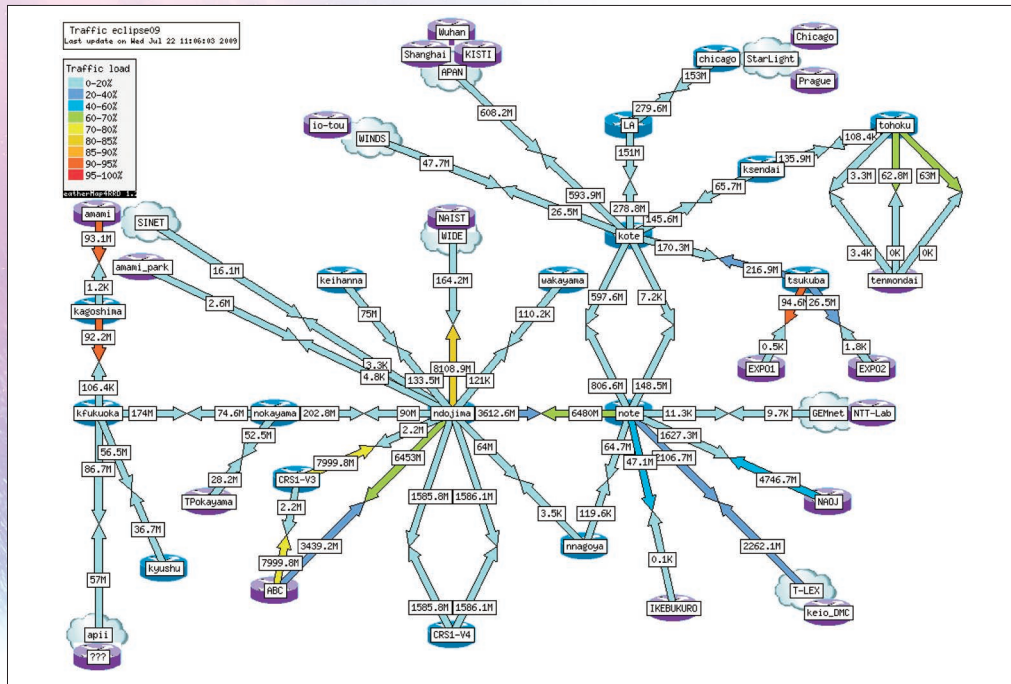 Traffic eclipse09
Last update on Wed Jul 22 11:06:03 2009
Traffic load
0-20%
20-40%
40-60%
60-70%
70-80%
80-85%
85-90%
90-95%
95-100%
Wuhan
Shanghai
KISTI
APAN
608.2M
chicago
StarLight
Chicago
Prague
153M
279.6M
LA
151M
io-tou
WINDS
47.7M
26.5M
593.9M
278.8M
145.6M
kote
ksendai
65.7M
135.9M
108.4K
tohoku
3.3M
62.8M
63M
3.4K
0K
0K
tenmondai
170.3M
216.9M
tsukuba
94.6M
26.5M
0.5K
1.8K
EXPO1
EXPO2
amami
93.1M
1.2K
kagoshima
92.2M
106.4K
SINET
16.1M
amami_park
2.6M
3.3K
4.8K
NAIST
WIDE
164.2M
8108.9M
keihanna
75M
133.5M
wakayama
110.2K
121K
597.6M
7.2K
806.6M
148.5M
kfukuoka
174M
74.6M
nokayama
202.8M
90M
ndojima
3612.6M
6480M
note
11.3K
9.7K
GEMnet
NTT-Lab
56.5M
86.7M
36.7M
kyushu
57M
apii
???
52.5M
28.2M
TPokayama
2.2M
7999.8M
CRS1-V3
2.2M
7999.8M
ABC
6453M
3439.2M
1585.8M
1586.1M
1585.8M
1586.1M
CRS1-V4
64M
3.5K
nnagoya
64.7M
119.6K
47.1M
0.1K
IKEBUKURO
1627.3M
4746.7M
NAOJ
2106.7M
2262.1M
T-LEX
keio_DMC